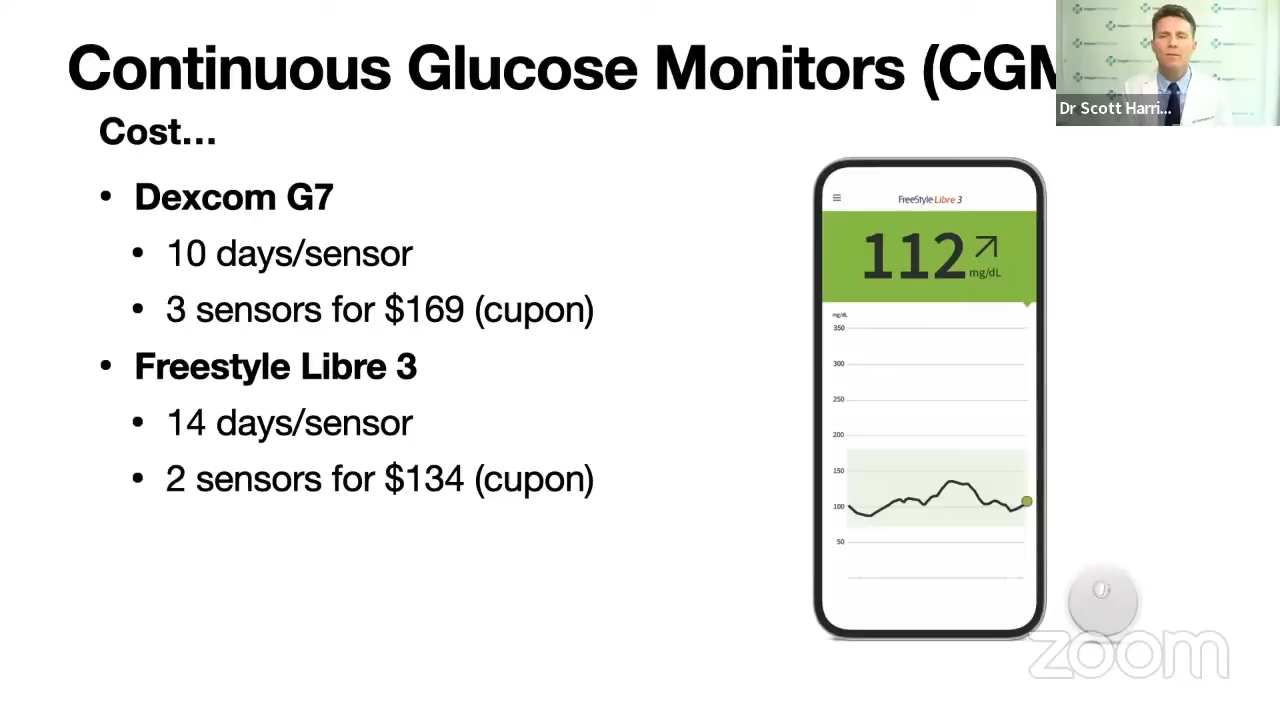 Continuous Glucose Monitors (CGM
Dr Scott Harri...
Cost...
• Dexcom G7
• 10 days/sensor
• 3 sensors for $169 (cupon)
• Freestyle Libre 3
• 14 days/sensor
• 2 sensors for $134 (cupon)
FreeStyle Libre 3
112
mg/dL
mg/dL
350
300
250
200
150
100
50
zoom